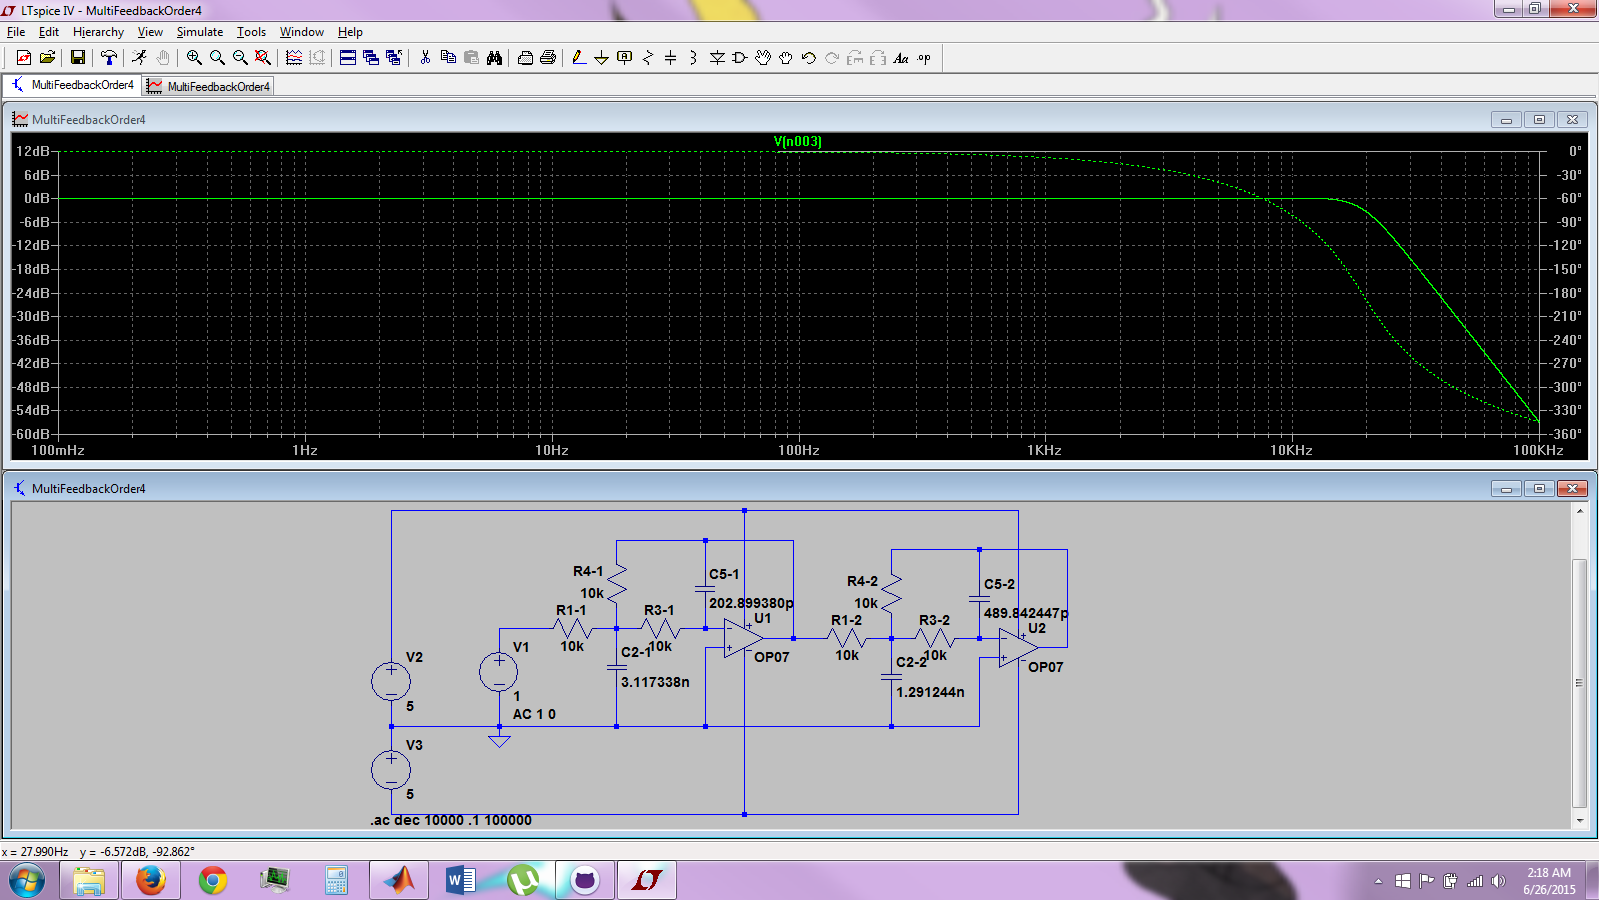 LTspice IV - MultiFeedbackOrder4
File Edit Hierarchy View Simulate Tools Window Help
Aa .op
MultiFeedbackOrder4 MultiFeedbackOrder4
MultiFeedbackOrder4
V(n003)
12dB 0°
6dB -30°
0dB -60°
-6dB -90°
-12dB -120°
-18dB -150°
-24dB -180°
-30dB -210°
-36dB -240°
-42dB -270°
-48dB -300°
-54dB -330°
-60dB -360°
100mHz 1Hz 10Hz 100Hz 1KHz 10KHz 100KHz
MultiFeedbackOrder4
R4-1
10k
C5-1
202.899380p
R1-1
10k
R3-1
10k
C2-1
3.117338n
U1
OP07
R4-2
10k
C5-2
489.842447p
R1-2
10k
R3-2
10k
C2-2
1.291244n
U2
OP07
V1
1
AC 1 0
V2
5
V3
5
.ac dec 10000 .1 100000
x = 27.990Hz y = -6.572dB, -92.862°
2:18 AM
6/26/2015